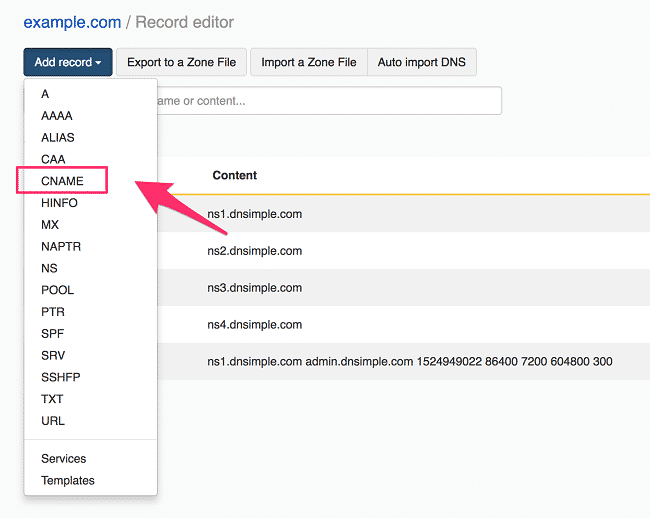 example.com / Record editor
Add record Export to a Zone File Import a Zone File Auto import DNS
ame or content...
A
AAAA
ALIAS
CAA
CNAME
HINFO
MX
NAPTR
NS
POOL
PTR
SPF
SRV
SSHFP
TXT
URL
Services
Templates
Content
ns1.dnsimple.com
ns2.dnsimple.com
ns3.dnsimple.com
ns4.dnsimple.com
ns1.dnsimple.com admin.dnsimple.com 1524949022 86400 7200 604800 300